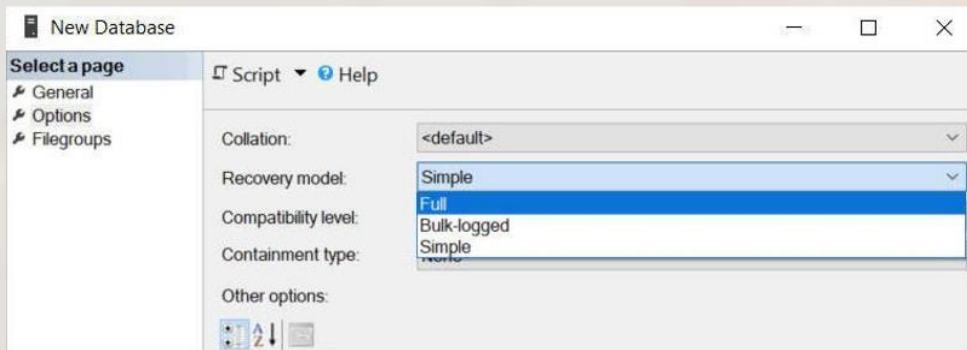 New Database
Select a page
General
Options
Filegroups
Script
Help
Collation: <default>
Recovery model: Simple
Full
Bulk-logged
Simple
Compatibility level:
Containment type:
Other options: